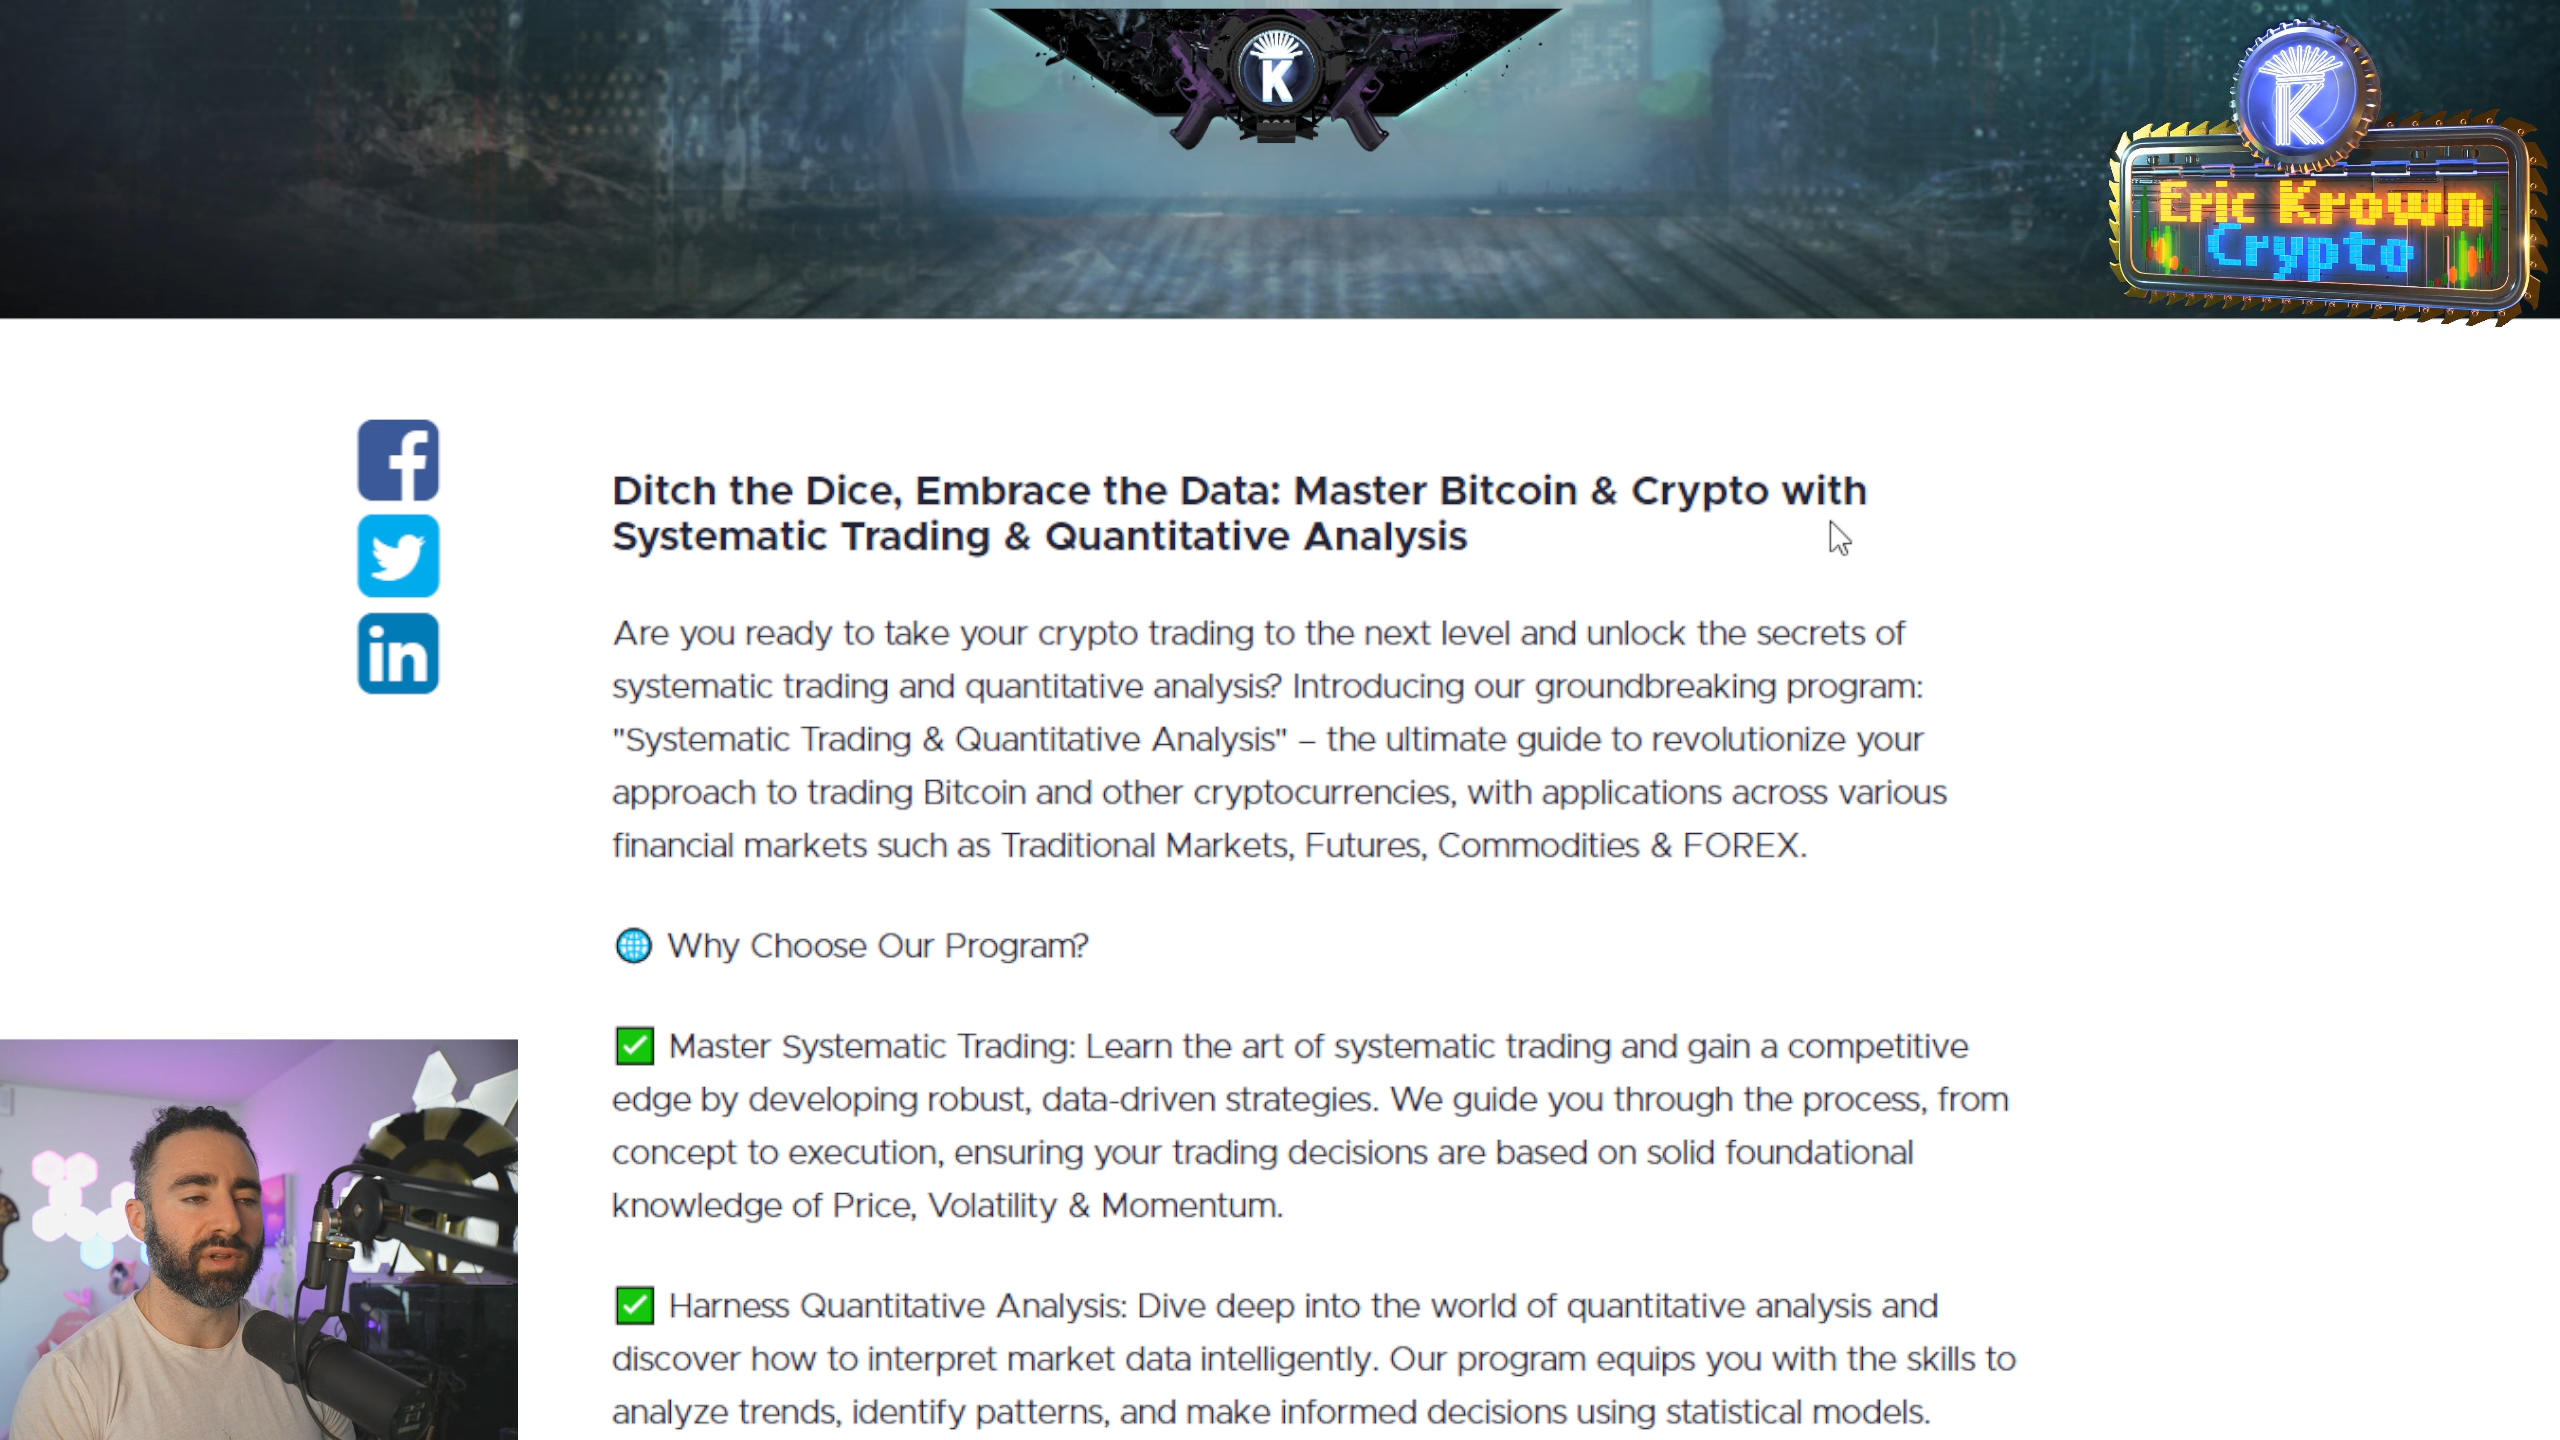 K
K
Eric Krown
Crypto
f
in
Ditch the Dice, Embrace the Data: Master Bitcoin & Crypto with
Systematic Trading & Quantitative Analysis
Are you ready to take your crypto trading to the next level and unlock the secrets of
systematic trading and quantitative analysis? Introducing our groundbreaking program:
"Systematic Trading & Quantitative Analysis" – the ultimate guide to revolutionize your
approach to trading Bitcoin and other cryptocurrencies, with applications across various
financial markets such as Traditional Markets, Futures, Commodities & FOREX.
Why Choose Our Program?
Master Systematic Trading: Learn the art of systematic trading and gain a competitive
edge by developing robust, data-driven strategies. We guide you through the process, from
concept to execution, ensuring your trading decisions are based on solid foundational
knowledge of Price, Volatility & Momentum.
Harness Quantitative Analysis: Dive deep into the world of quantitative analysis and
discover how to interpret market data intelligently. Our program equips you with the skills to
analyze trends, identify patterns, and make informed decisions using statistical models.